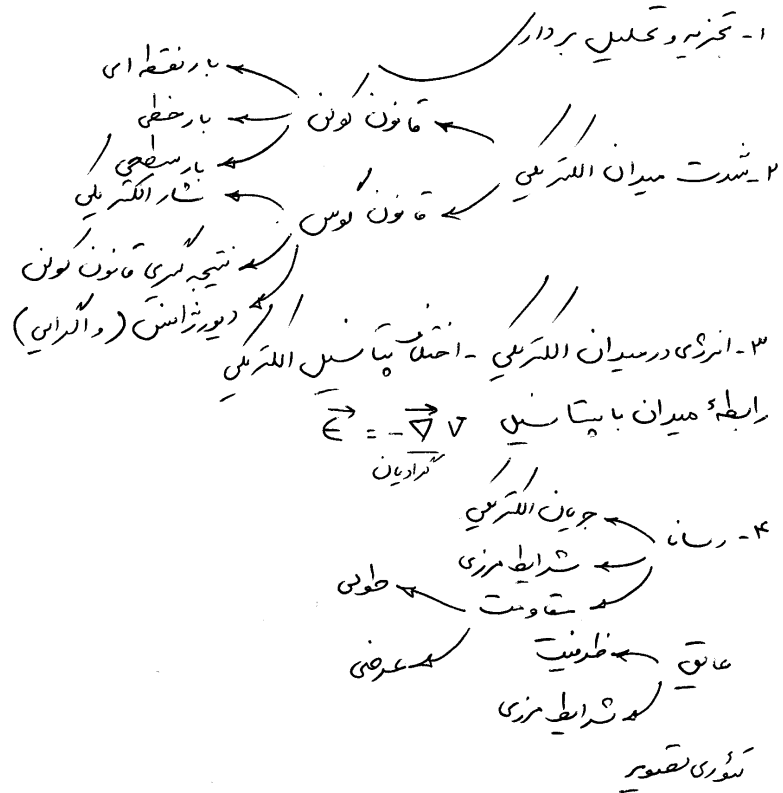 ۱- تجزیه و تحلیل برداری
بار نقطه ای
قانون کولن
بار خطی
بار سطحی
۲- شدت میدان الکتریکی
شار الکتریکی
قانون گوس
نتیجه گیری قانون کولن
دیورژانس (واگرایی)
۳- انرژی در میدان الکتریکی - اختلاف پتانسیل الکتریکی
رابطهٔ میدان با پتانسیل E = -∇V
گرادیان
جریان الکتریکی
۴- رسانا
شرایط مرزی
مقاومت
طولی
عرضی
عایق
ظرفیت
شرایط مرزی
تئوری تصویر